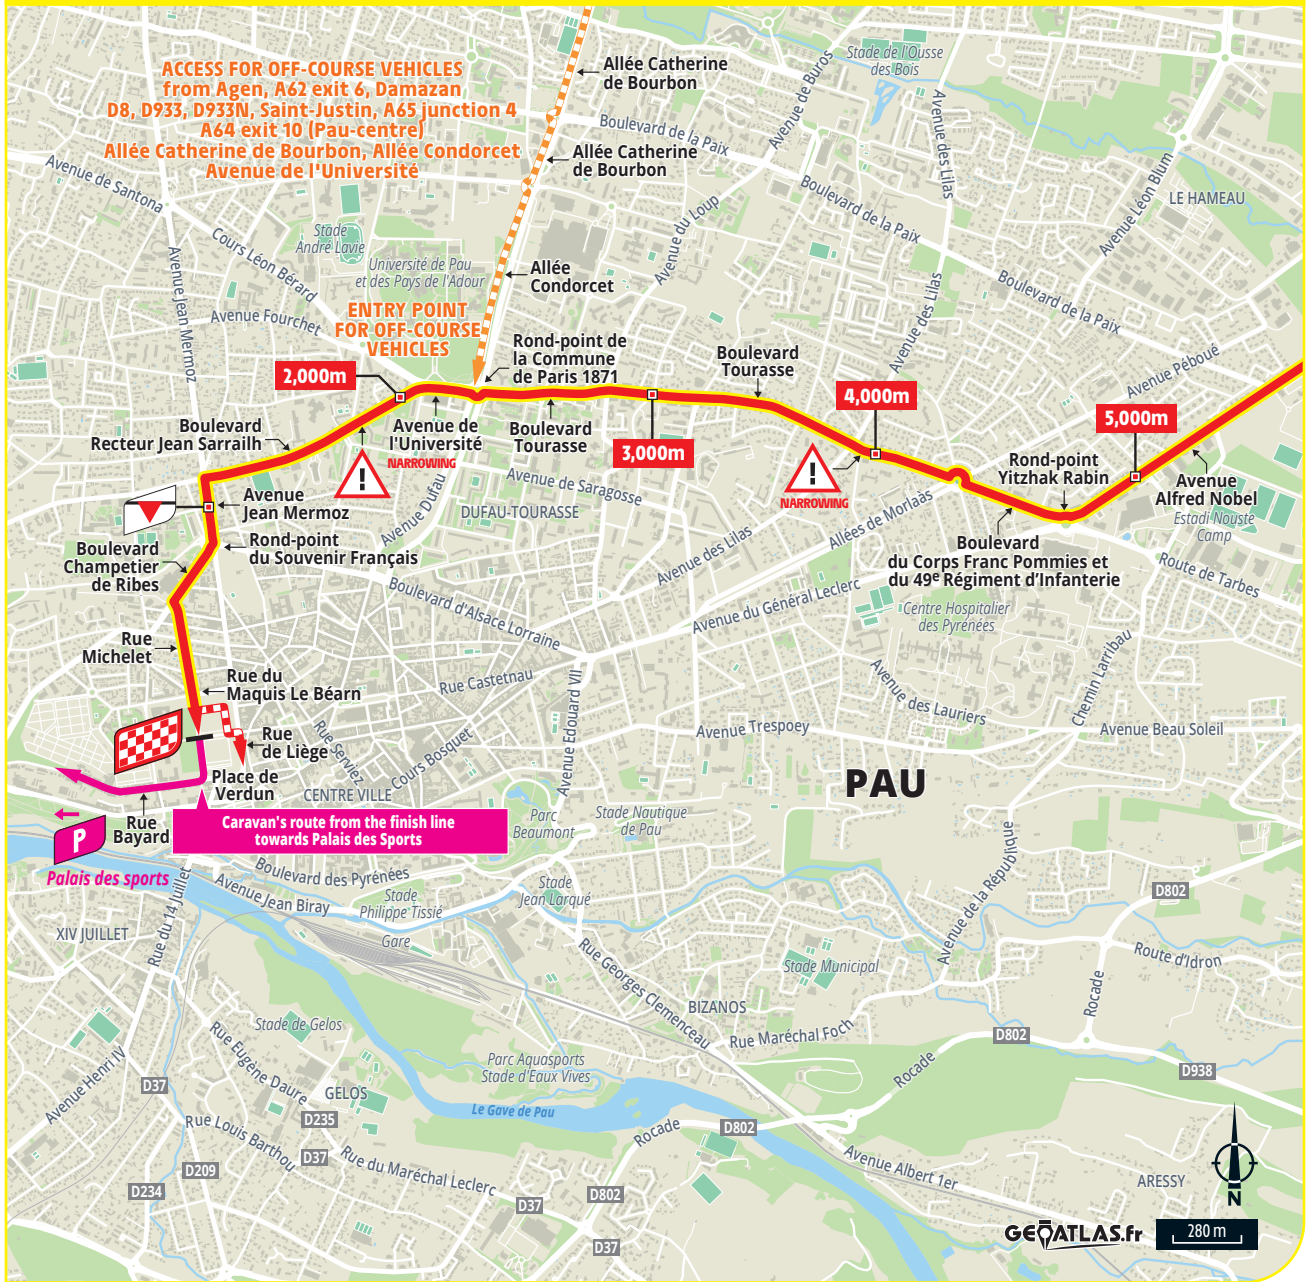 ACCESS FOR OFF-COURSE VEHICLES
from Agen, A62 exit 6, Damazan
D8, D933, D933N, Saint-Justin, A65 junction 4
A64 exit 10 (Pau-centre)
Allée Catherine de Bourbon, Allée Condorcet
Avenue de l'Université
Allée Catherine
de Bourbon
Stade de l'Ousse
des Bois
Avenue de Buros
Boulevard de la Paix
Avenue des Lilas
Allée Catherine
de Bourbon
Avenue de Santona
Boulevard de la Paix
Avenue Léon Blum
LE HAMEAU
Stade
André Lavie
Cours Léon Bérard
Avenue Jean Mermoz
Université de Pau
et des Pays de l'Adour
Avenue du Loup
Allée
Condorcet
Boulevard de la Paix
Avenue des Lilas
Avenue Fourchet
ENTRY POINT
FOR OFF-COURSE
VEHICLES
Rond-point de
la Commune
de Paris 1871
Boulevard
Tourasse
Avenue Péboué
2,000m
4,000m
5,000m
Boulevard
Recteur Jean Sarrailh
Avenue de
l'Université
Boulevard
Tourasse
3,000m
NARROWING
!
Rond-point
Yitzhak Rabin
Avenue
Alfred Nobel
Estadi Nouste
Camp
!
NARROWING
Avenue de Saragosse
Avenue
Jean Mermoz
Avenue Dufau
DUFAU-TOURASSE
Allées de Morlaàs
Avenue des Lilas
Rond-point
du Souvenir Français
Boulevard
Champetier
de Ribes
Boulevard
du Corps Franc Pommies et
du 49e Régiment d'Infanterie
Route de Tarbes
Boulevard d'Alsace Lorraine
Avenue du Général Leclerc
Centre Hospitalier
des Pyrénées
Rue
Michelet
Rue du
Maquis Le Béarn
Rue Castetnau
Avenue Edouard VII
Avenue des Lauriers
Chemin Larribau
Avenue Trespoey
Avenue Beau Soleil
Rue
de Liège
Rue Serviez
Cours Bosquet
Place de
Verdun
CENTRE VILLE
PAU
Rue
Bayard
P
Palais des sports
Caravan's route from the finish line
towards Palais des Sports
Parc
Beaumont
Stade Nautique
de Pau
Avenue de la République
Boulevard des Pyrénées
Avenue Jean Biray
Stade
Philippe Tissié
Stade
Jean Larqué
D802
XIV JUILLET
Rue du 14 Juillet
Gare
Rue Georges Clemenceau
Stade Municipal
Route d'Idron
Rocade
BIZANOS
Stade de Gelos
Rue Maréchal Foch
D802
Avenue Henri IV
Rue Eugène Daure
Parc Aquasports
Stade d'Eaux Vives
Rocade
D938
D37
GELOS
D235
Le Gave de Pau
Rue Louis Barthou
Rocade
D802
D37
D209
Rue du Maréchal Leclerc
Avenue Albert 1er
D234
D37
D802
ARESSY
N
D37
GEOATLAS.fr
280 m